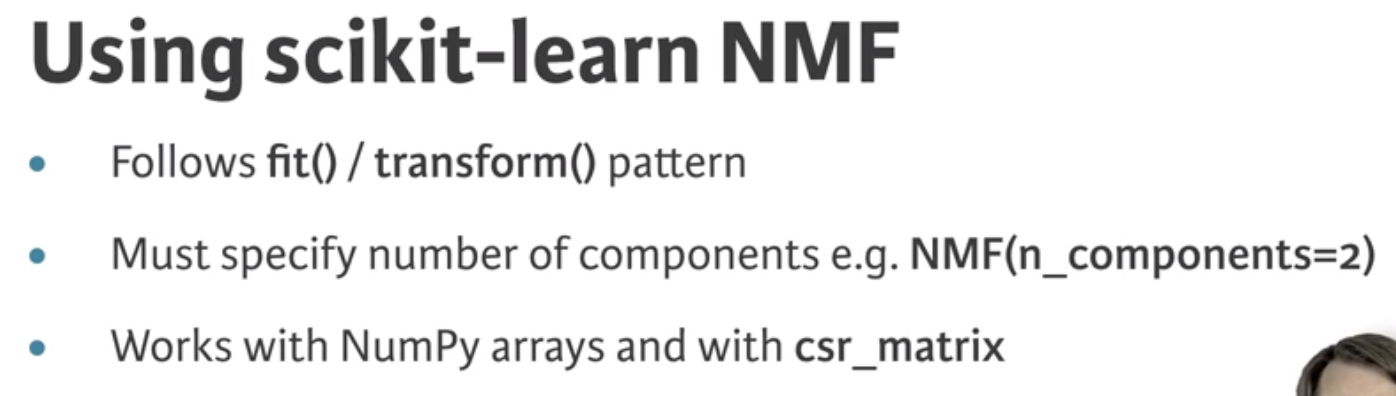 Using scikit-learn NMF
• Follows fit() / transform() pattern
• Must specify number of components e.g. NMF(n_components=2)
• Works with NumPy arrays and with csr_matrix